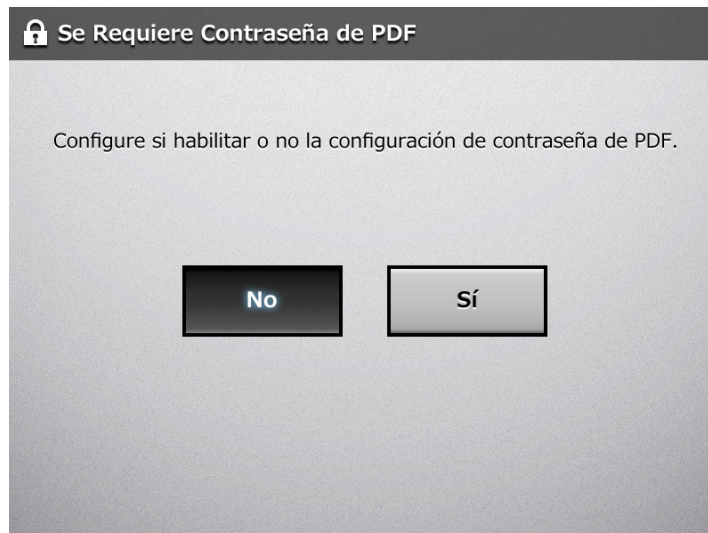 Se Requiere Contraseña de PDF
Configure si habilitar o no la configuración de contraseña de PDF.
No
Sí